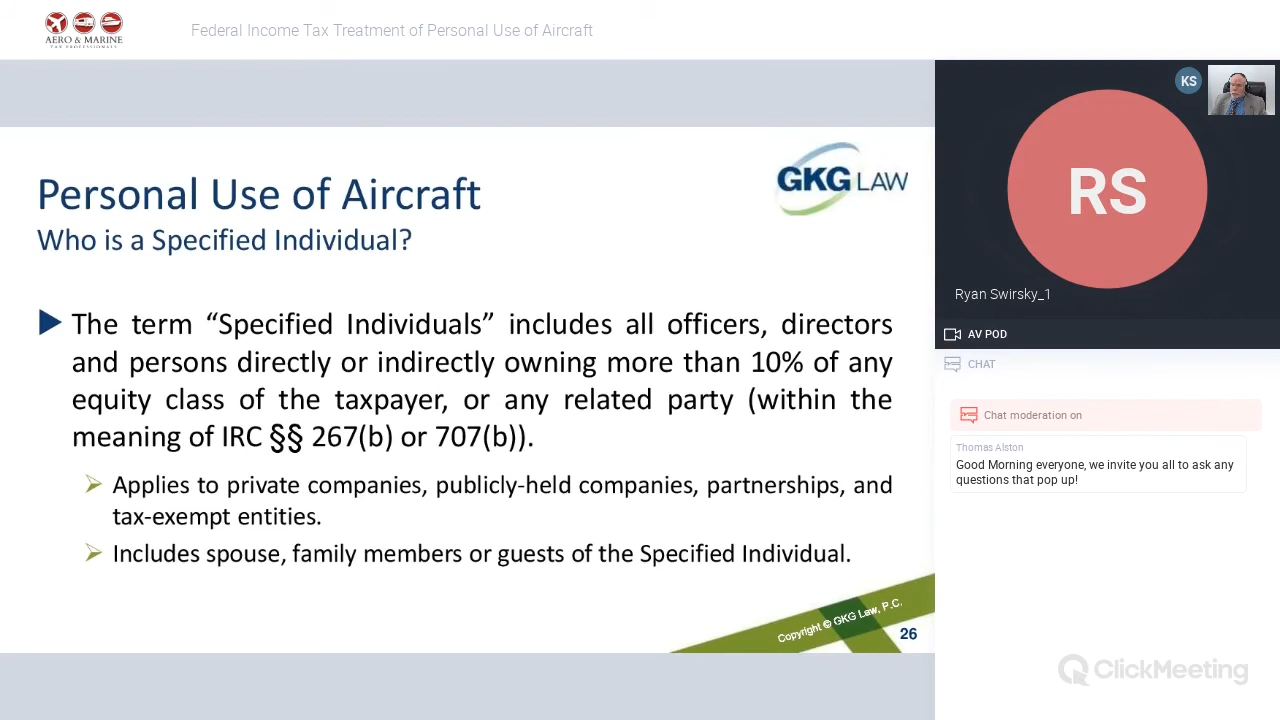 AERO & MARINE
TAX PROFESSIONALS
Federal Income Tax Treatment of Personal Use of Aircraft
GKG LAW
Personal Use of Aircraft
Who is a Specified Individual?
The term “Specified Individuals” includes all officers, directors
and persons directly or indirectly owning more than 10% of any
equity class of the taxpayer, or any related party (within the
meaning of IRC §§ 267(b) or 707(b)).
Applies to private companies, publicly-held companies, partnerships, and
tax-exempt entities.
Includes spouse, family members or guests of the Specified Individual.
Copyright © GKG Law, P.C.
26
KS
RS
Ryan Swirsky_1
AV POD
CHAT
Chat moderation on
Thomas Alston
Good Morning everyone, we invite you all to ask any
questions that pop up!
ClickMeeting